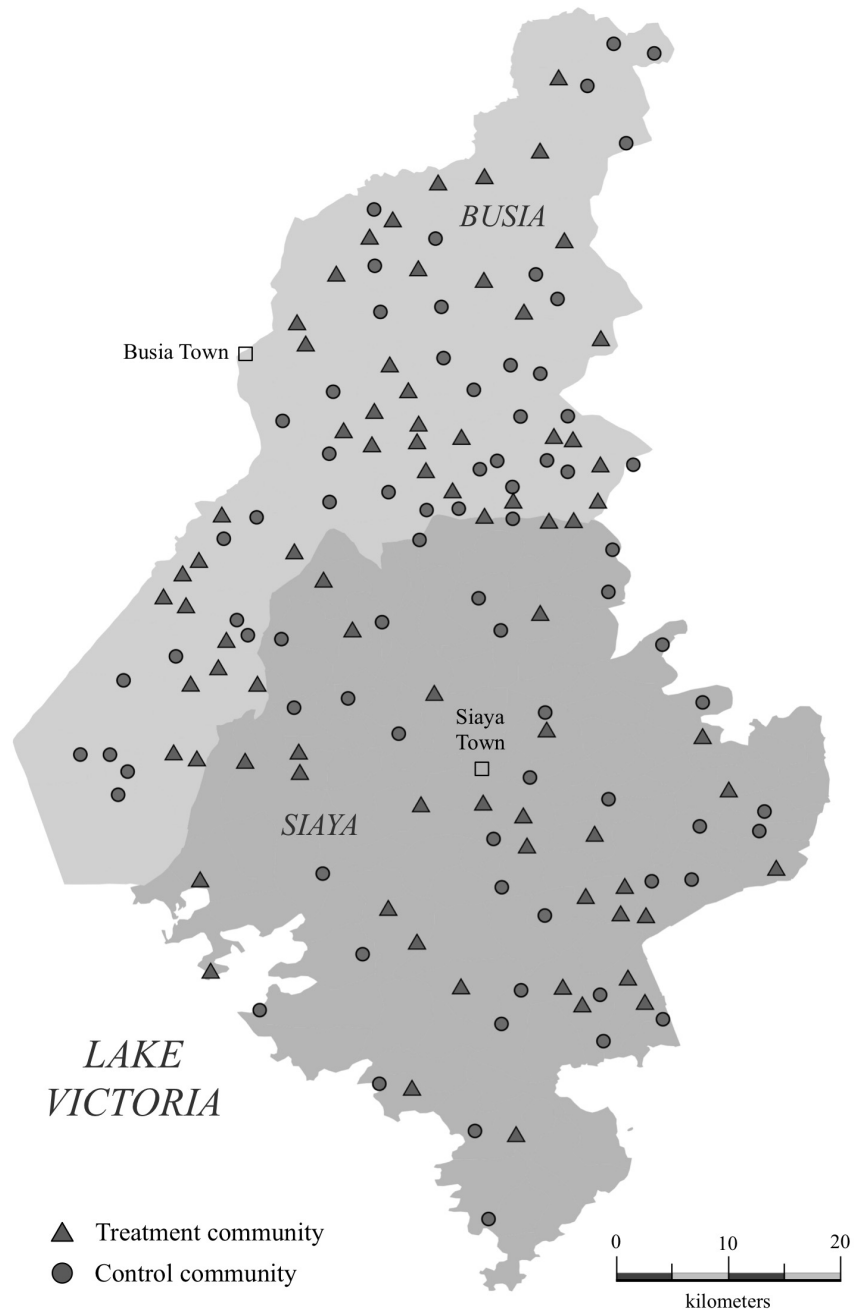 BUSIA
Busia Town
Siaya
Town
SIAYA
LAKE
VICTORIA
Treatment community
Control community
0 10 20
kilometers